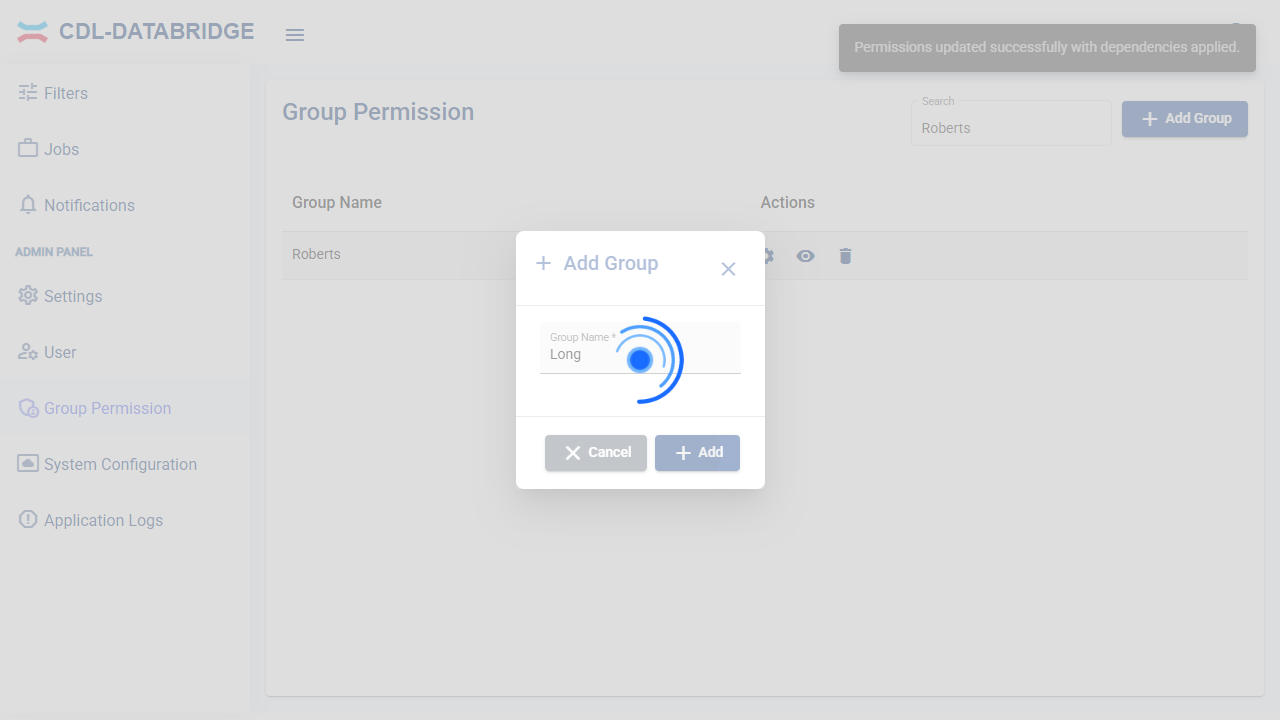 CDL-DATABRIDGE
Permissions updated successfully with dependencies applied.
Filters
Jobs
Notifications
ADMIN PANEL
Settings
User
Group Permission
System Configuration
Application Logs
Group Permission
Search
Roberts
Add Group
Group Name
Actions
Roberts
Add Group
Group Name *
Long
Cancel
Add